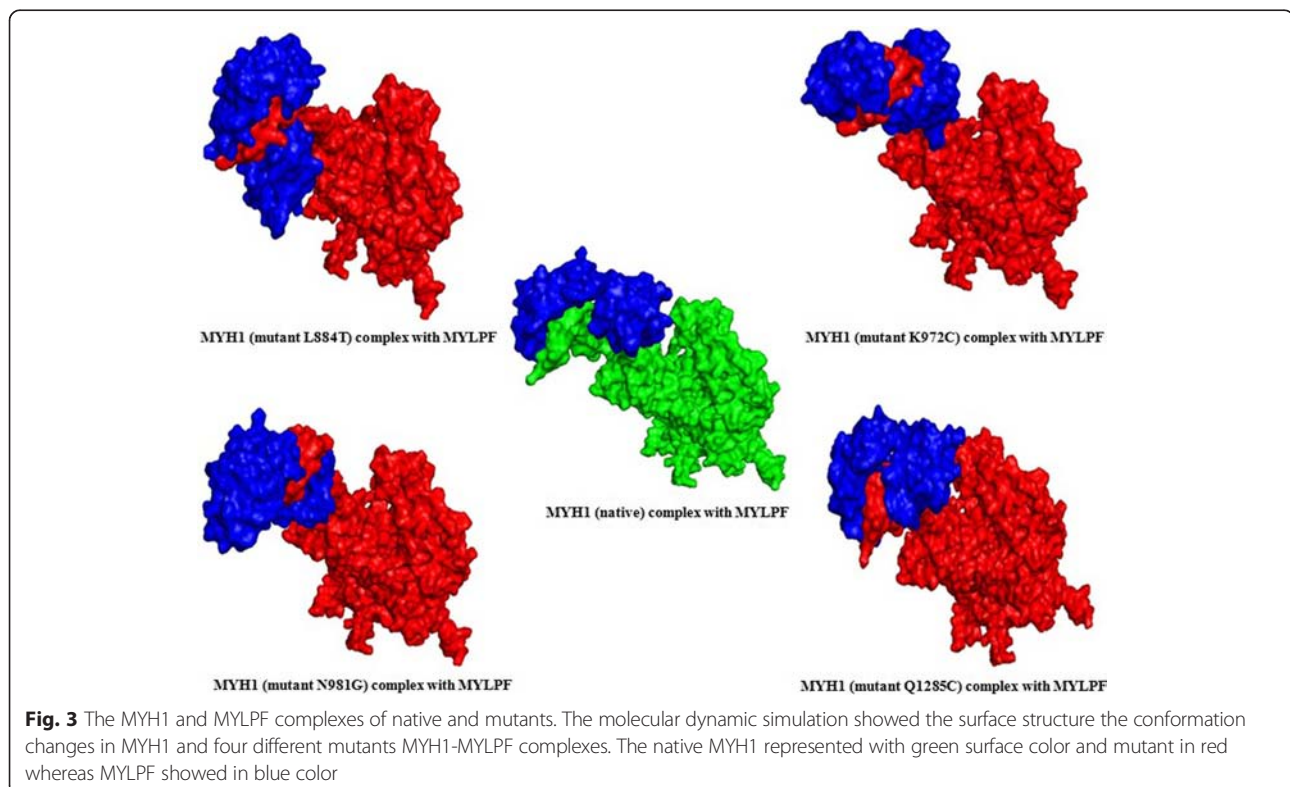 MYH1 (mutant L884T) complex with MYLPF
MYH1 (mutant K972C) complex with MYLPF
MYH1 (native) complex with MYLPF
MYH1 (mutant N981G) complex with MYLPF
MYH1 (mutant Q1285C) complex with MYLPF
Fig. 3 The MYH1 and MYLPF complexes of native and mutants. The molecular dynamic simulation showed the surface structure the conformation
changes in MYH1 and four different mutants MYH1-MYLPF complexes. The native MYH1 represented with green surface color and mutant in red
whereas MYLPF showed in blue color